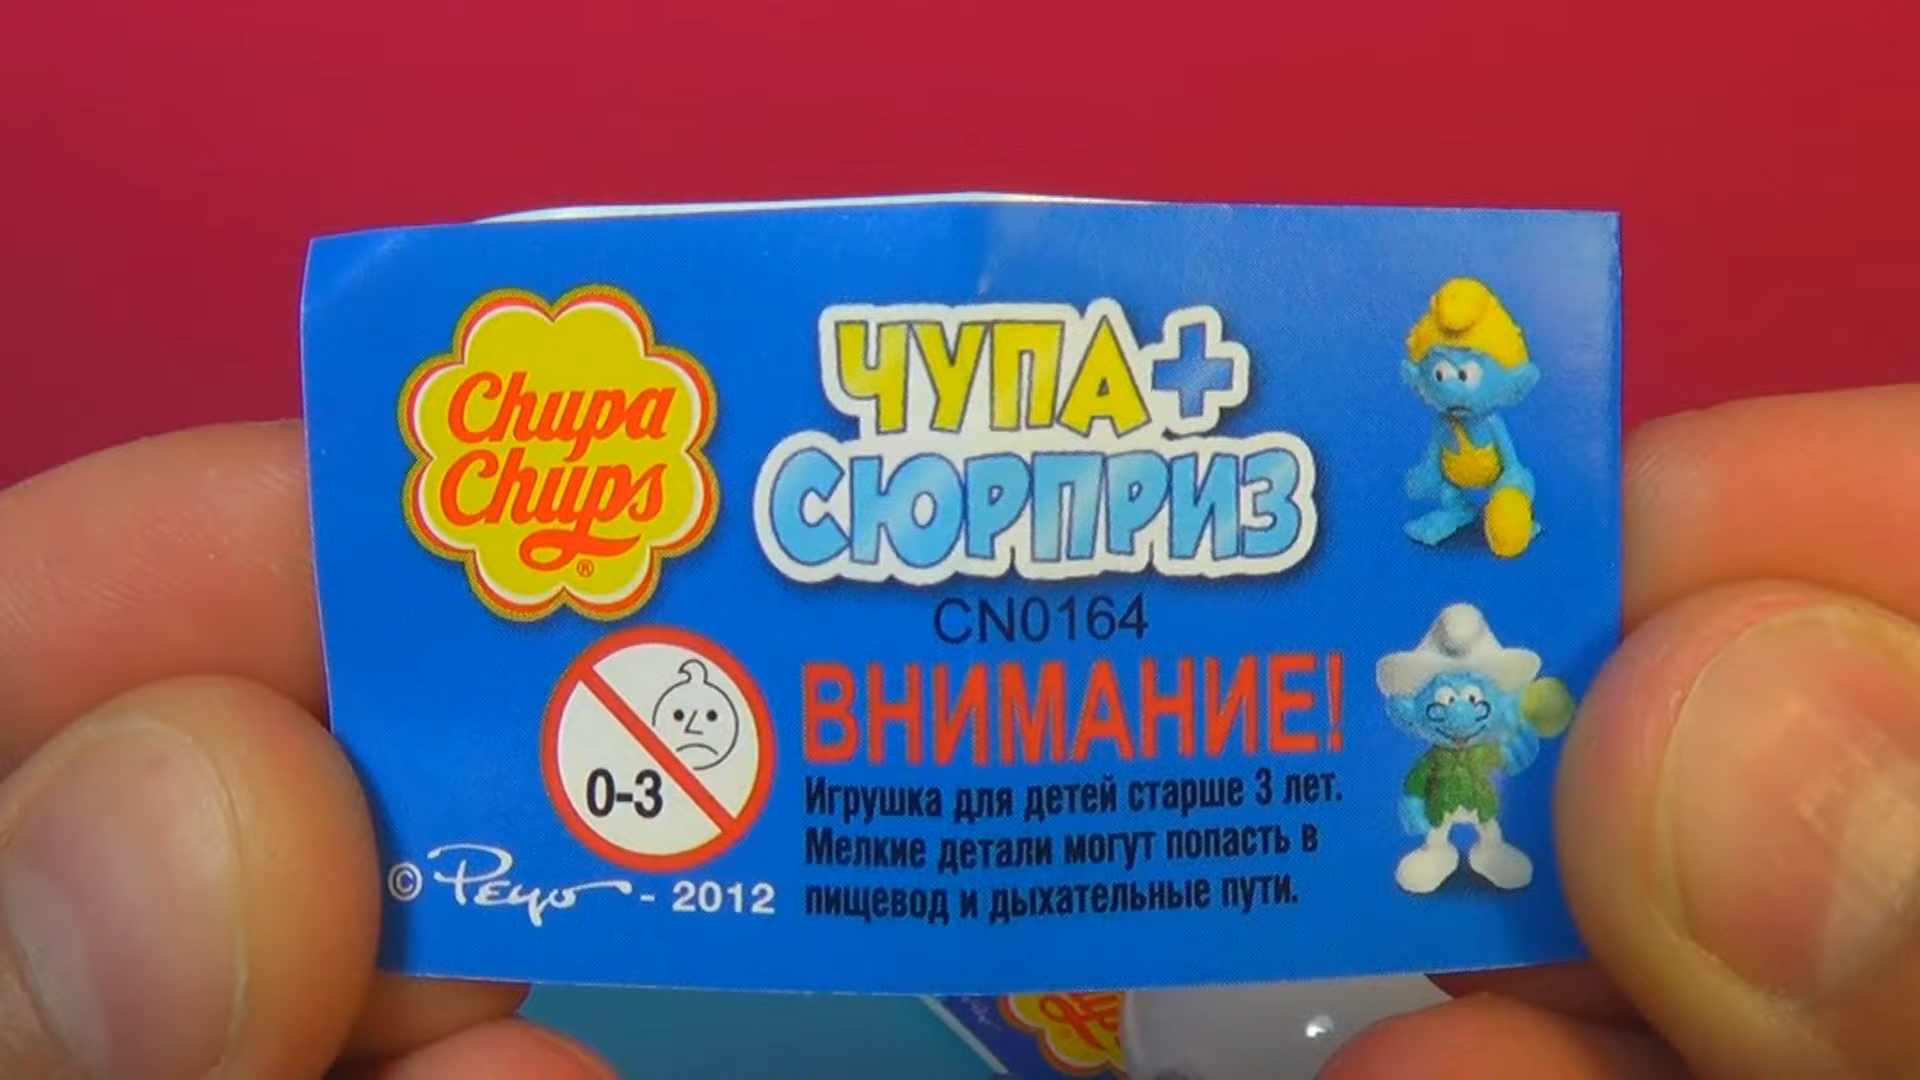 Chupa
Chups
®
ЧУПА+
СЮРПРИЗ
CN0164
0-3
ВНИМАНИЕ!
Игрушка для детей старше 3 лет.
Мелкие детали могут попасть в
пищевод и дыхательные пути.
© Peyo - 2012